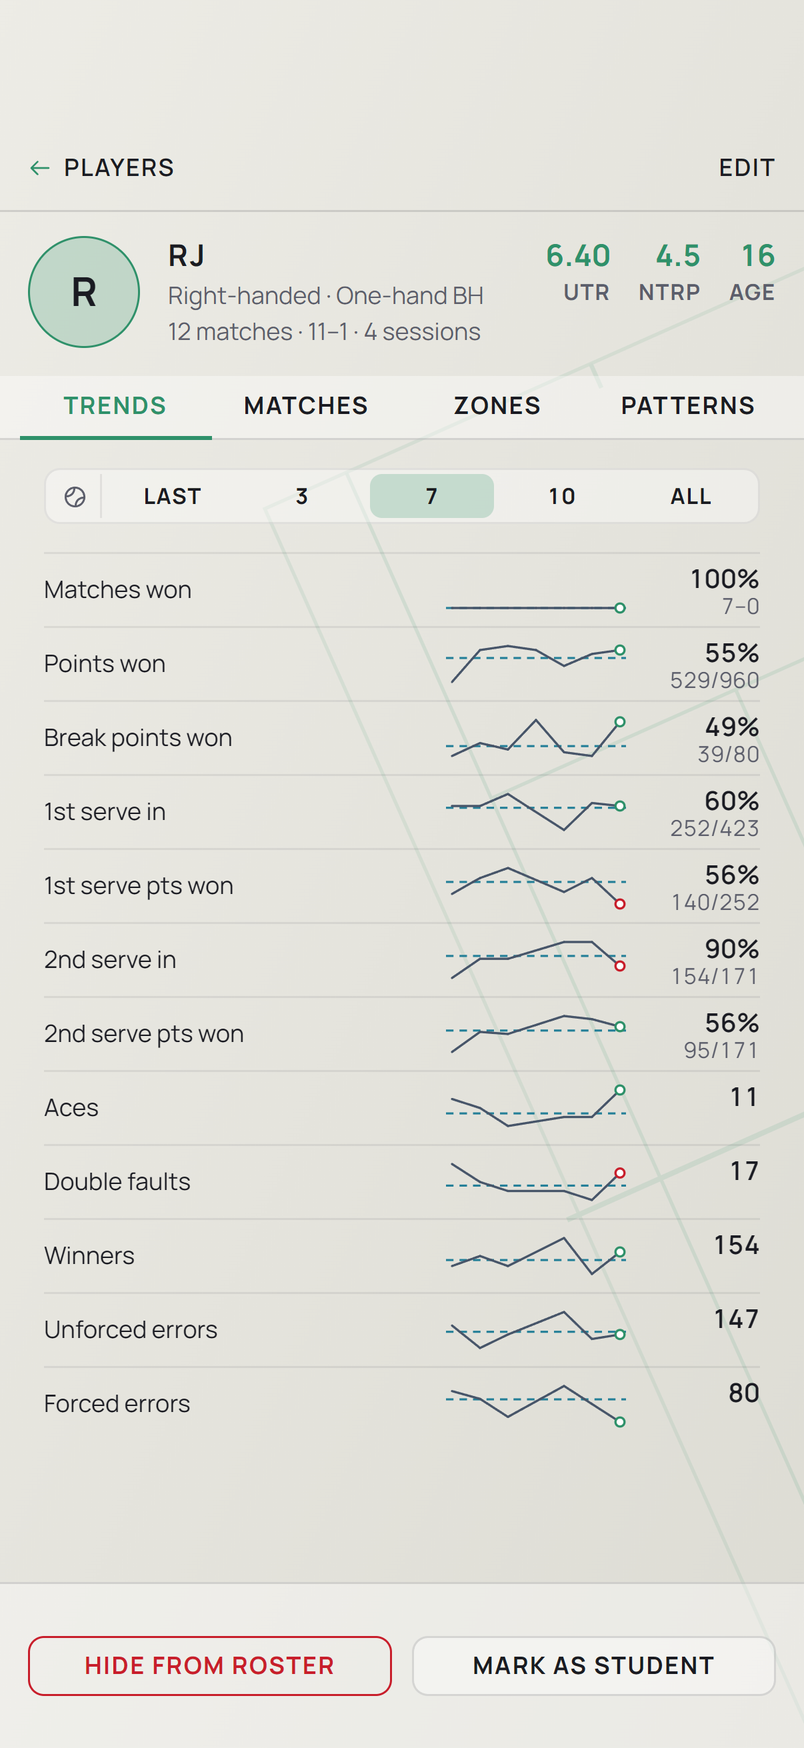 ← PLAYERS EDIT
R
RJ
Right-handed · One-hand BH
12 matches · 11–1 · 4 sessions
6.40 4.5 16
UTR NTRP AGE
TRENDS MATCHES ZONES PATTERNS
LAST 3 7 10 ALL
Matches won 100%
7–0
Points won 55%
529/960
Break points won 49%
39/80
1st serve in 60%
252/423
1st serve pts won 56%
140/252
2nd serve in 90%
154/171
2nd serve pts won 56%
95/171
Aces 11
Double faults 17
Winners 154
Unforced errors 147
Forced errors 80
HIDE FROM ROSTER MARK AS STUDENT